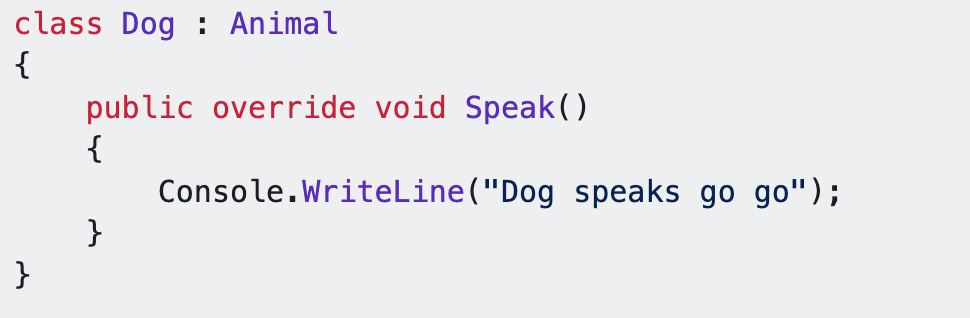 class Dog : Animal
{
    public override void Speak()
    {
        Console.WriteLine("Dog speaks go go");
    }
}